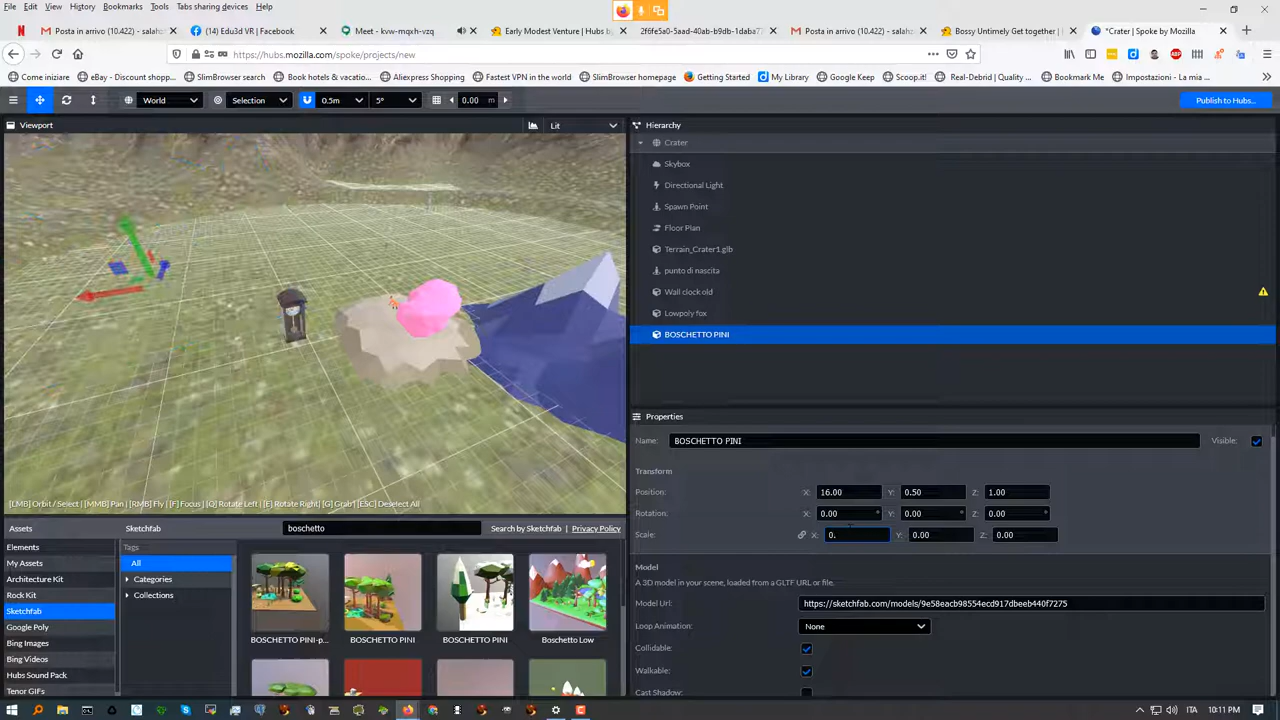 File Edit View History Bookmarks Tools Tabs sharing devices Help
Posta in arrivo (10.422) - salah (7) Edu3d VR | Facebook Meet – kvw-mqxh-vzq Early Modest Venture | Hubs by 2f6fe5a0-5aad-40ab-b9db-1daba77 Posta in arrivo (10.422) - salah Bossy Untimely Get together | *Crater | Spoke by Mozilla
https://hubs.mozilla.com/spoke/projects/new
Come iniziare eBay - Discount shopp... SlimBrowser search Book hotels & vacatio... Aliexpress Shopping Fastest VPN in the world SlimBrowser homepage Getting Started My Library Google Keep Scoop.it! Real-Debrid | Quality ... Bookmark Me Impostazioni - La mia ...
World Selection 0.5m 5° 0.00 m Publish to Hubs...
Viewport Lit
Hierarchy
Crater
Skybox
Directional Light
Spawn Point
Floor Plan
Terrain_Crater1.glb
punto di nascita
Wall clock old
Lowpoly fox
BOSCHETTO PINI
[LMB] Orbit / Select | [MMB] Pan | [RMB] Fly | [F] Focus | [Q] Rotate Left | [E] Rotate Right | [G] Grab | [ESC] Deselect All
Properties
Name: BOSCHETTO PINI Visible:
Transform
Position: X: 16.00 Y: 0.50 Z: 1.00
Rotation: X: 0.00 ° Y: 0.00 ° Z: 0.00 °
Scale: X: 0. Y: 0.00 Z: 0.00
Model
A 3D model in your scene, loaded from a GLTF URL or file.
Model Url: https://sketchfab.com/models/9e58eacb98554ecd917dbeeb440f7275
Loop Animation: None
Collidable:
Walkable:
Cast Shadow:
Assets Sketchfab boschetto Search by Sketchfab | Privacy Policy
Elements
My Assets
Architecture Kit
Rock Kit
Sketchfab
Google Poly
Bing Images
Bing Videos
Hubs Sound Pack
Tenor GIFs
Tags
All
Categories
Collections
BOSCHETTO PINI-p... BOSCHETTO PINI BOSCHETTO PINI Boschetto Low
ITA 10:11 PM